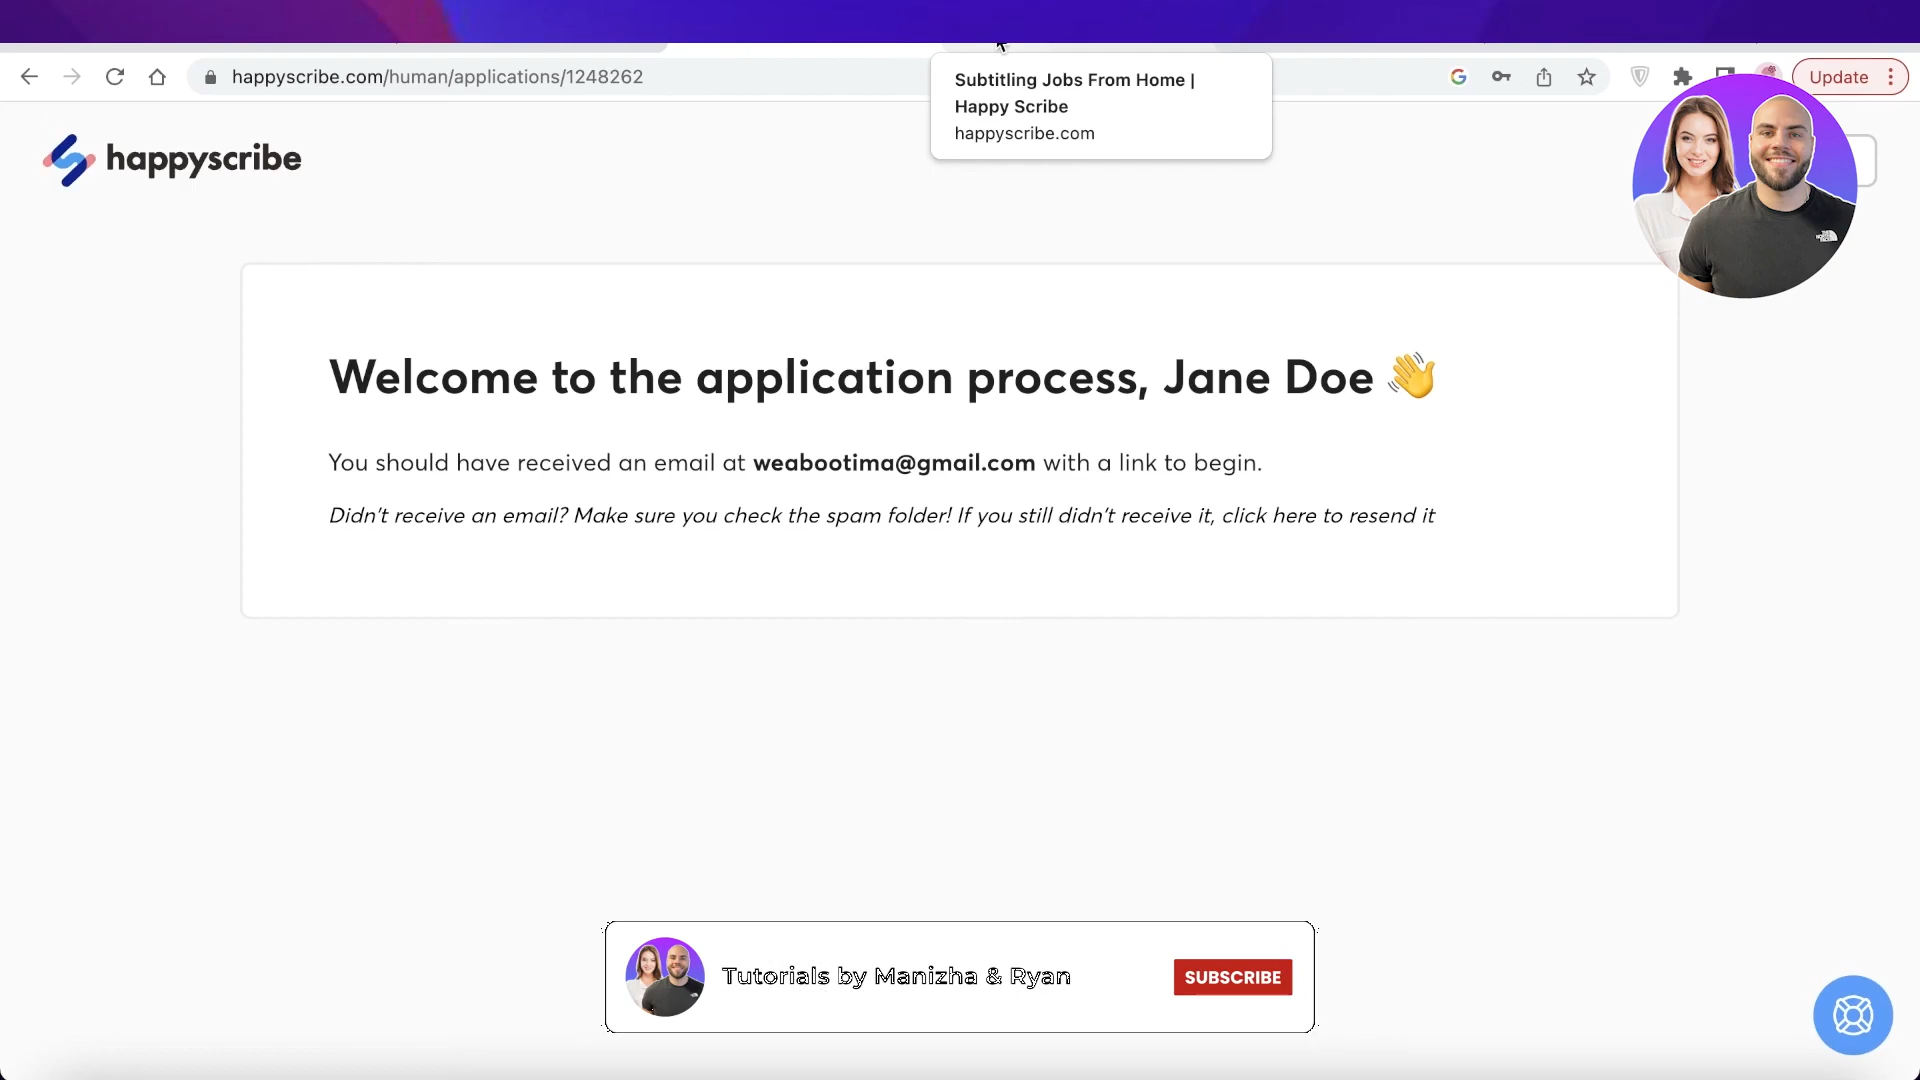 happyscribe.com/human/applications/1248262
Update
Subtitling Jobs From Home |
Happy Scribe
happyscribe.com
happyscribe
Welcome to the application process, Jane Doe 👋
You should have received an email at weabootima@gmail.com with a link to begin.
Didn't receive an email? Make sure you check the spam folder! If you still didn't receive it, click here to resend it
Tutorials by Manizha & Ryan
SUBSCRIBE